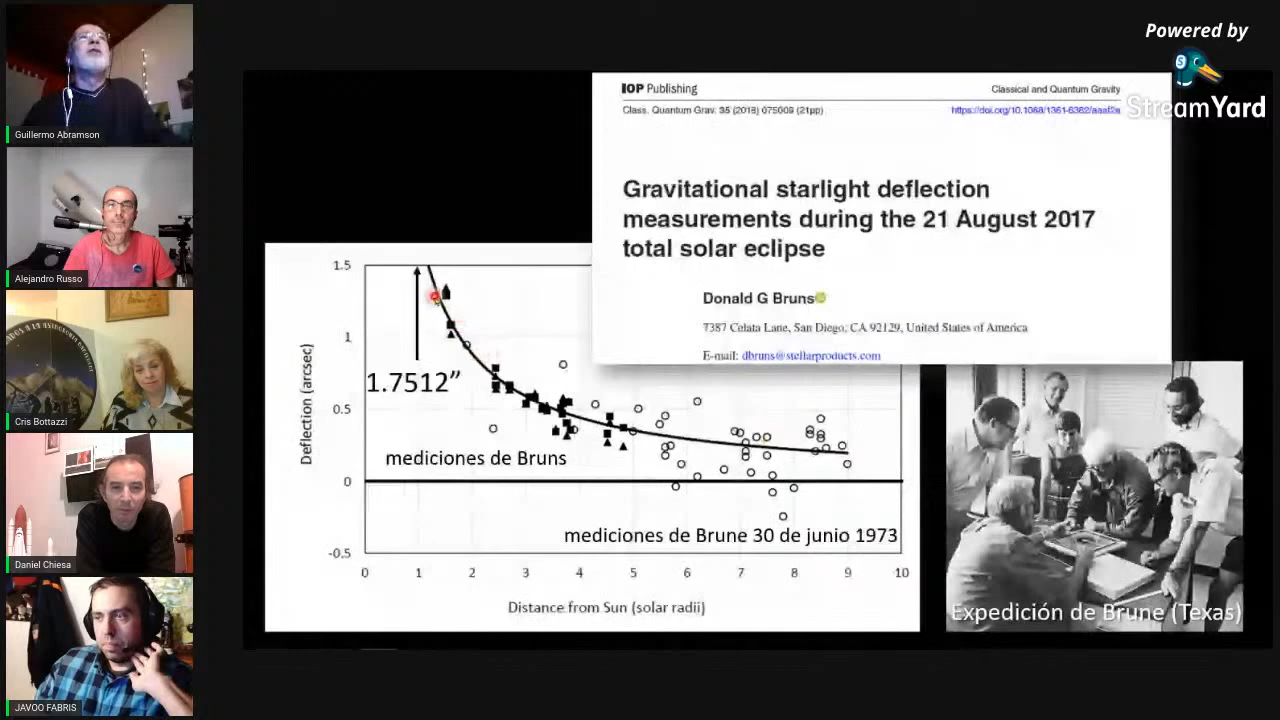 Powered by
StreamYard
Guillermo Abramson
Alejandro Russo
Cris Bottazzi
Daniel Chiesa
JAVOO FABRIS
IOP Publishing
Classical and Quantum Gravity
Class. Quantum Grav. 35 (2018) 075009 (21pp)
https://doi.org/10.1088/1361-6382/aaaf2a
Gravitational starlight deflection
measurements during the 21 August 2017
total solar eclipse
Donald G Bruns
7387 Celata Lane, San Diego, CA 92129, United States of America
E-mail: dbruns@stellarproducts.com
1.5
1
0.5
0
-0.5
Deflection (arcsec)
1.7512”
mediciones de Bruns
mediciones de Brune 30 de junio 1973
0 1 2 3 4 5 6 7 8 9 10
Distance from Sun (solar radii)
Expedición de Brune (Texas)